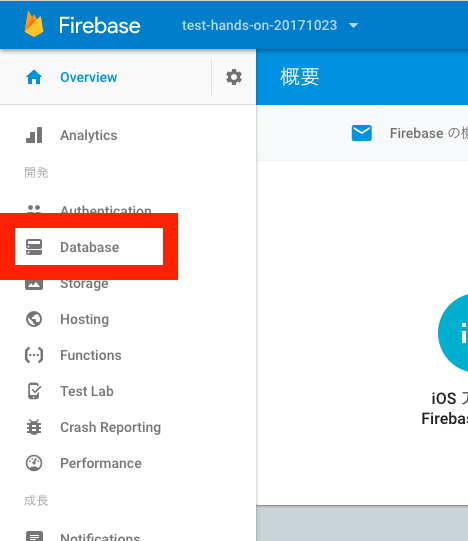 Firebase
test-hands-on-20171023
Overview
概要
Analytics
Firebase の機
開発
Authentication
Database
Storage
Hosting
Functions
Test Lab
iOS
Crash Reporting
Firebas
Performance
成長
Notifications